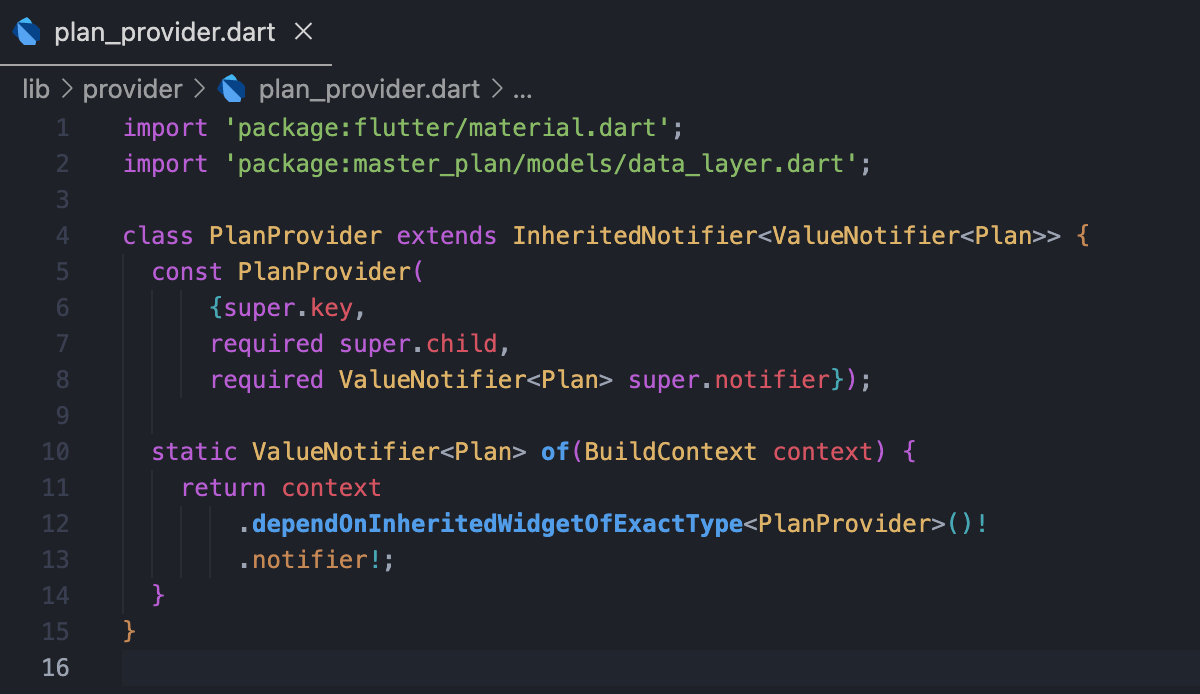 plan_provider.dart ×
lib > provider > plan_provider.dart > ...
1 import 'package:flutter/material.dart';
2 import 'package:master_plan/models/data_layer.dart';
3
4 class PlanProvider extends InheritedNotifier<ValueNotifier<Plan>> {
5   const PlanProvider(
6       {super.key,
7       required super.child,
8       required ValueNotifier<Plan> super.notifier});
9
10   static ValueNotifier<Plan> of(BuildContext context) {
11     return context
12         .dependOnInheritedWidgetOfExactType<PlanProvider>()!
13         .notifier!;
14   }
15 }
16